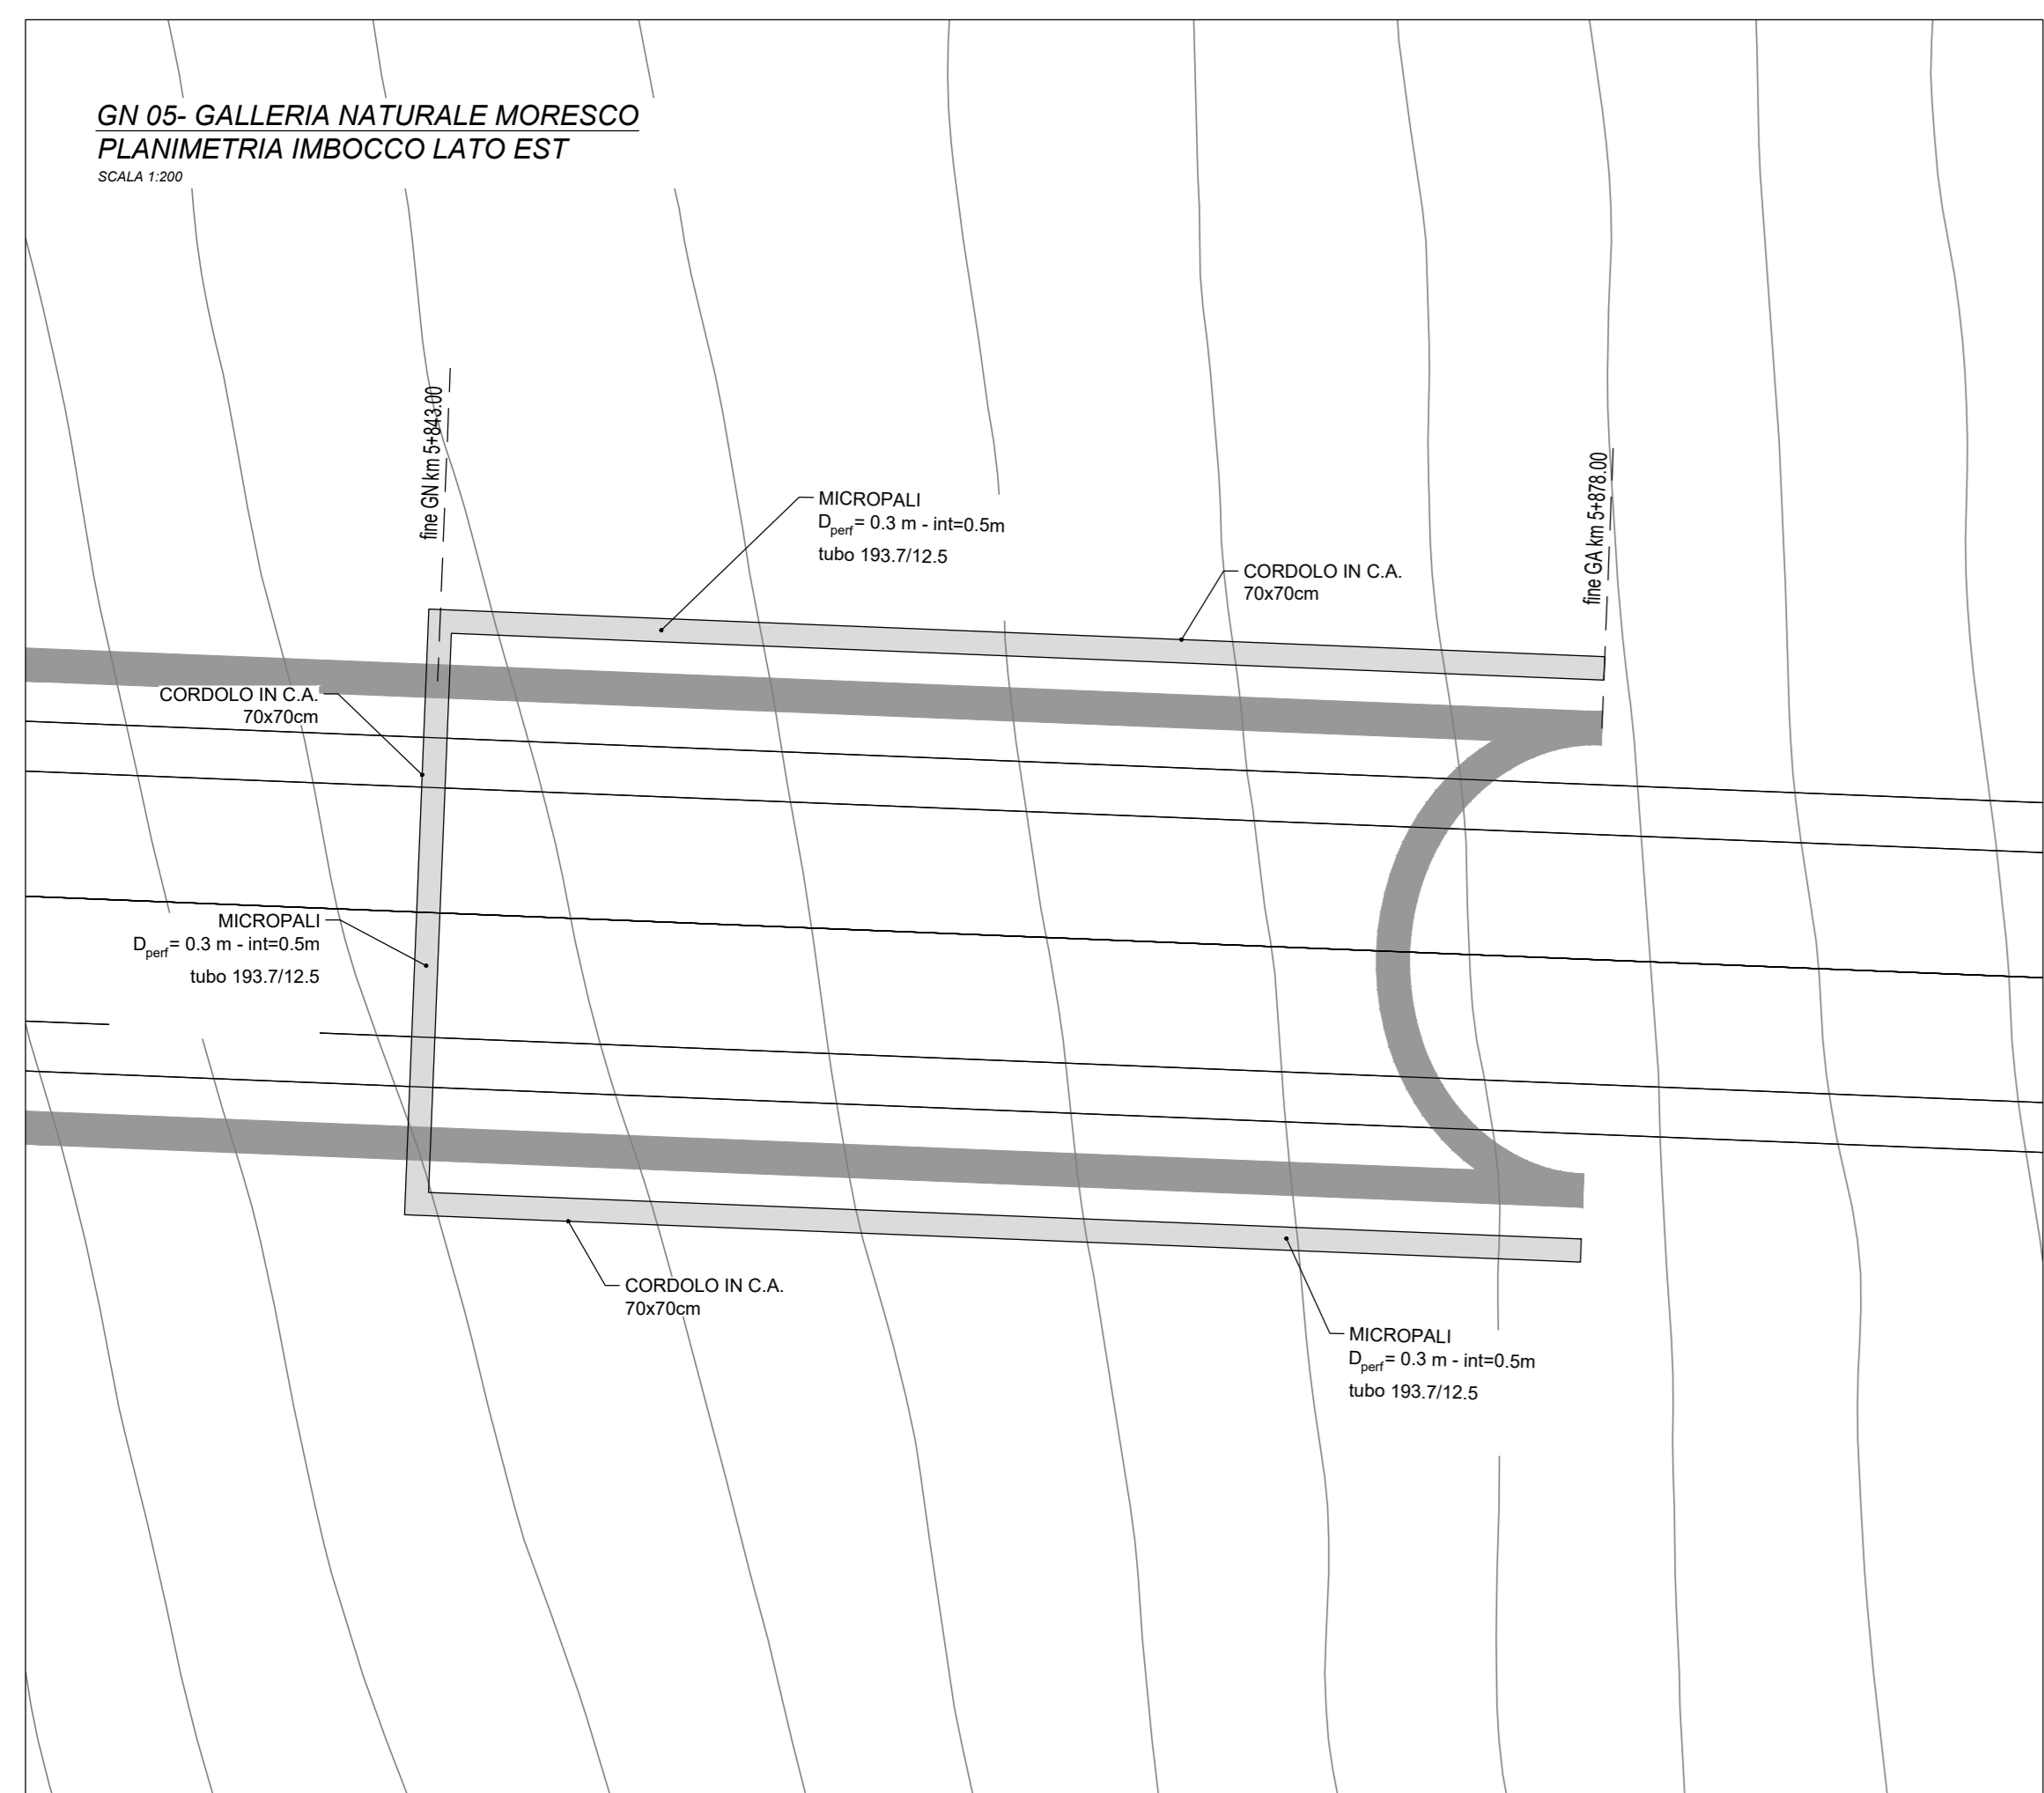 GN 05- GALLERIA NATURALE MORESCO
PLANIMETRIA IMBOCCO LATO EST
SCALA 1:200
fine GN km 5+843.00
fine GA km 5+878.00
MICROPALI
Dperf= 0.3 m - int=0.5m
tubo 193.7/12.5
CORDOLO IN C.A.
70x70cm
CORDOLO IN C.A.
70x70cm
MICROPALI
Dperf= 0.3 m - int=0.5m
tubo 193.7/12.5
CORDOLO IN C.A.
70x70cm
MICROPALI
Dperf= 0.3 m - int=0.5m
tubo 193.7/12.5